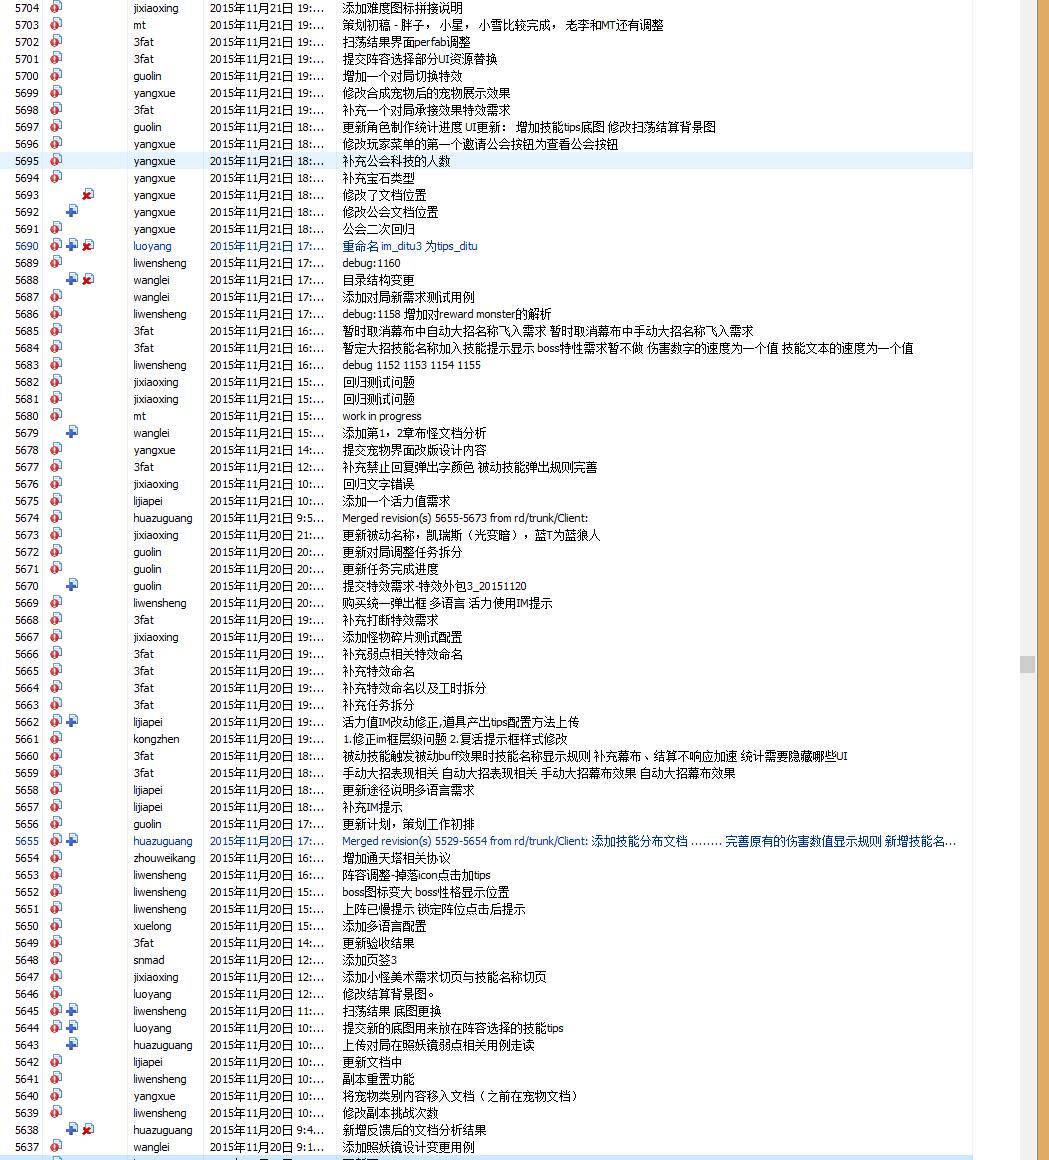 5704 jixiaoxing 2015年11月21日 19:... 添加难度图标拼接说明
5703 mt 2015年11月21日 19:... 策划初稿 - 胖子， 小星， 小雪比较完成， 老李和MT还有调整
5702 3fat 2015年11月21日 19:... 扫荡结果界面perfab调整
5701 3fat 2015年11月21日 19:... 提交阵容选择部分UI资源替换
5700 guolin 2015年11月21日 19:... 增加一个对局切换特效
5699 yangxue 2015年11月21日 19:... 修改合成宠物后的宠物展示效果
5698 3fat 2015年11月21日 19:... 补充一个对局承接效果特效需求
5697 guolin 2015年11月21日 18:... 更新角色制作统计进度 UI更新： 增加技能tips底图 修改扫荡结算背景图
5696 yangxue 2015年11月21日 18:... 修改玩家菜单的第一个邀请公会按钮为查看公会按钮
5695 yangxue 2015年11月21日 18:... 补充公会科技的人数
5694 yangxue 2015年11月21日 18:... 补充宝石类型
5693 yangxue 2015年11月21日 18:... 修改了文档位置
5692 yangxue 2015年11月21日 18:... 修改公会文档位置
5691 yangxue 2015年11月21日 18:... 公会二次回归
5690 luoyang 2015年11月21日 17:... 重命名 im_ditu3 为tips_ditu
5689 liwensheng 2015年11月21日 17:... debug:1160
5688 wanglei 2015年11月21日 17:... 目录结构变更
5687 wanglei 2015年11月21日 17:... 添加对局新需求测试用例
5686 liwensheng 2015年11月21日 17:... debug:1158 增加对reward monster的解析
5685 3fat 2015年11月21日 16:... 暂时取消幕布中自动大招名称飞入需求 暂时取消幕布中手动大招名称飞入需求
5684 3fat 2015年11月21日 16:... 暂定大招技能名称加入技能提示显示 boss特性需求暂不做 伤害数字的速度为一个值 技能文本的速度为一个值
5683 liwensheng 2015年11月21日 16:... debug 1152 1153 1154 1155
5682 jixiaoxing 2015年11月21日 15:... 回归测试问题
5681 jixiaoxing 2015年11月21日 15:... 回归测试问题
5680 mt 2015年11月21日 15:... work in progress
5679 wanglei 2015年11月21日 15:... 添加第1，2章布怪文档分析
5678 yangxue 2015年11月21日 14:... 提交宠物界面改版设计内容
5677 3fat 2015年11月21日 12:... 补充禁止回复弹出字颜色 被动技能弹出规则完善
5676 jixiaoxing 2015年11月21日 10:... 回归文字错误
5675 lijiapei 2015年11月21日 10:... 添加一个活力值需求
5674 huazuguang 2015年11月21日 9:5... Merged revision(s) 5655-5673 from rd/trunk/Client:
5673 jixiaoxing 2015年11月20日 21:... 更新被动名称，凯瑞斯（光变暗），蓝T为蓝狼人
5672 guolin 2015年11月20日 20:... 更新对局调整任务拆分
5671 guolin 2015年11月20日 20:... 更新任务完成进度
5670 guolin 2015年11月20日 20:... 提交特效需求-特效外包3_20151120
5669 liwensheng 2015年11月20日 20:... 购买统一弹出框 多语言 活力使用IM提示
5668 3fat 2015年11月20日 19:... 补充打断特效需求
5667 jixiaoxing 2015年11月20日 19:... 添加怪物碎片测试配置
5666 3fat 2015年11月20日 19:... 补充弱点相关特效命名
5665 3fat 2015年11月20日 19:... 补充特效命名
5664 3fat 2015年11月20日 19:... 补充特效命名以及工时拆分
5663 3fat 2015年11月20日 19:... 补充任务拆分
5662 lijiapei 2015年11月20日 19:... 活力值IM改动修正,道具产出tips配置方法上传
5661 kongzhen 2015年11月20日 19:... 1.修正im框层级问题 2.复活提示框样式修改
5660 3fat 2015年11月20日 18:... 被动技能触发被动buff效果时技能名称显示规则 补充幕布、结算不响应加速 统计需要隐藏哪些UI
5659 3fat 2015年11月20日 18:... 手动大招表现相关 自动大招表现相关 手动大招幕布效果 自动大招幕布效果
5658 lijiapei 2015年11月20日 18:... 更新途径说明多语言需求
5657 lijiapei 2015年11月20日 18:... 补充IM提示
5656 guolin 2015年11月20日 17:... 更新计划，策划工作初排
5655 huazuguang 2015年11月20日 17:... Merged revision(s) 5529-5654 from rd/trunk/Client: 添加技能分布文档 ........ 完善原有的伤害数值显示规则 新增技能名...
5654 zhouweikang 2015年11月20日 16:... 增加通天塔相关协议
5653 liwensheng 2015年11月20日 16:... 阵容调整-掉落icon点击加tips
5652 liwensheng 2015年11月20日 15:... boss图标变大 boss性格显示位置
5651 liwensheng 2015年11月20日 15:... 上阵已慢提示 锁定阵位点击后提示
5650 xuelong 2015年11月20日 15:... 添加多语言配置
5649 3fat 2015年11月20日 14:... 更新验收结果
5648 snmad 2015年11月20日 12:... 添加页签3
5647 jixiaoxing 2015年11月20日 12:... 添加小怪美术需求切页与技能名称切页
5646 luoyang 2015年11月20日 12:... 修改结算背景图。
5645 liwensheng 2015年11月20日 11:... 扫荡结果 底图更换
5644 luoyang 2015年11月20日 10:... 提交新的底图用来放在阵容选择的技能tips
5643 huazuguang 2015年11月20日 10:... 上传对局在照妖镜弱点相关用例走读
5642 lijiapei 2015年11月20日 10:... 更新文档中
5641 liwensheng 2015年11月20日 10:... 副本重置功能
5640 yangxue 2015年11月20日 10:... 将宠物类别内容移入文档（之前在宠物文档）
5639 liwensheng 2015年11月20日 10:... 修改副本挑战次数
5638 huazuguang 2015年11月20日 9:4... 新增反馈后的文档分析结果
5637 wanglei 2015年11月20日 9:1... 添加照妖镜设计变更用例